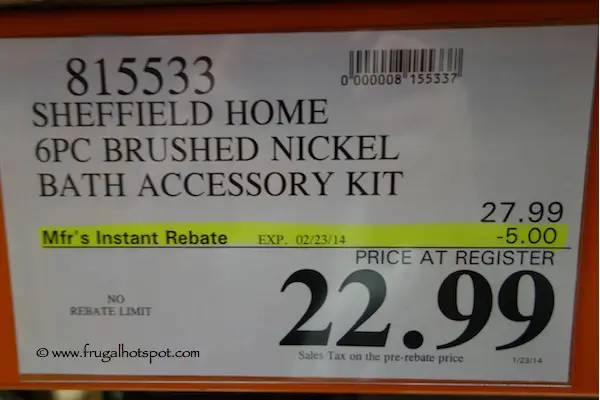 815533
0 000008 155337
SHEFFIELD HOME
6PC BRUSHED NICKEL
BATH ACCESSORY KIT
27.99
Mfr's Instant Rebate EXP. 02/23/14 -5.00
PRICE AT REGISTER
NO
REBATE LIMIT
22.99
Sales Tax on the pre-rebate price 1/23/14
© www.frugalhotspot.com